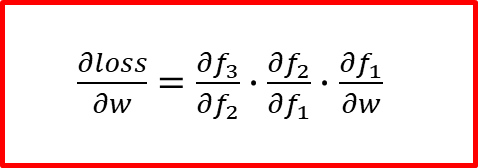 ∂loss/∂w = ∂f₃/∂f₂ · ∂f₂/∂f₁ · ∂f₁/∂w